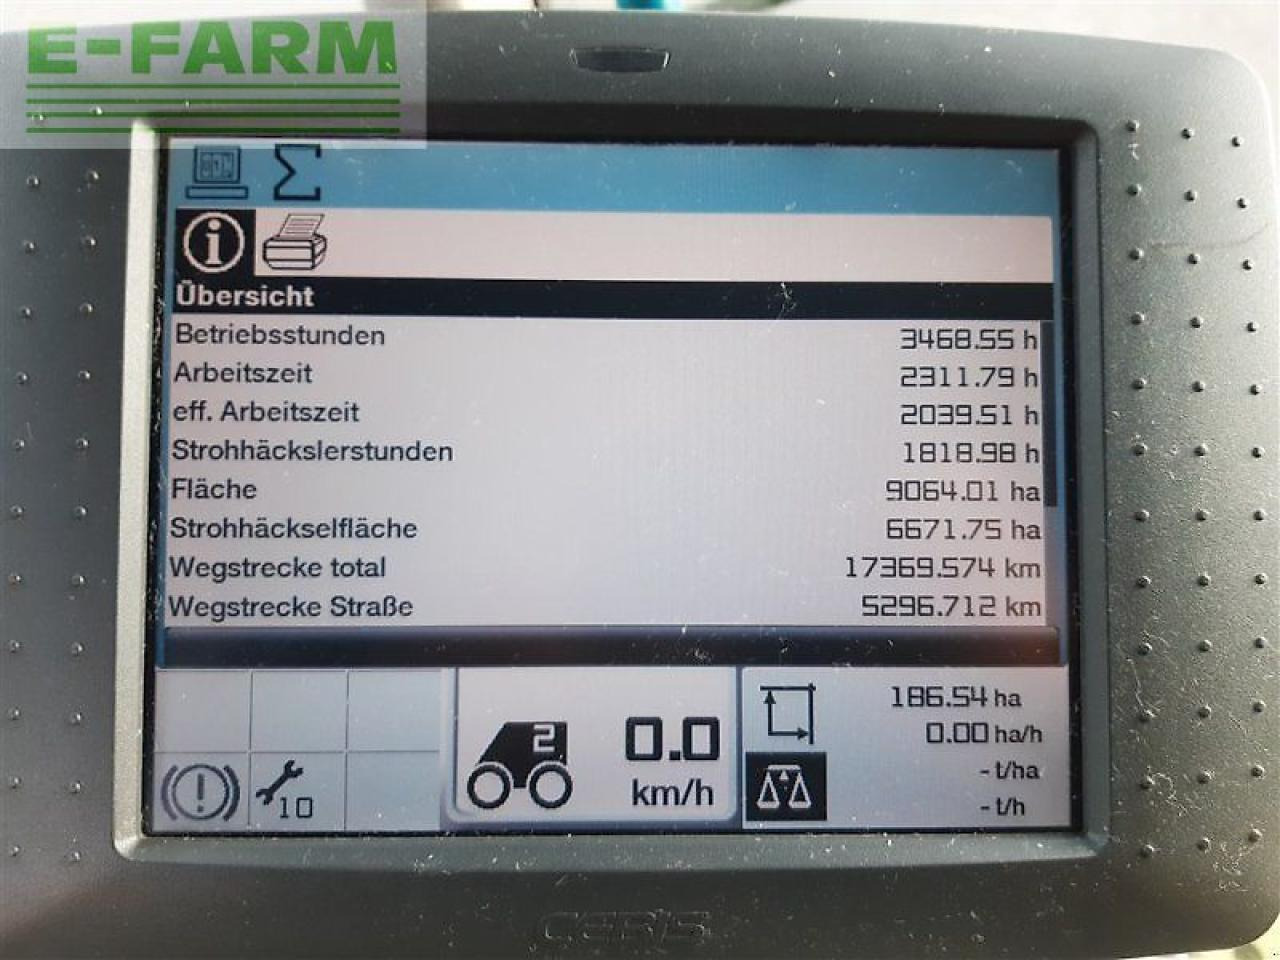 E-FARM
Σ
Übersicht
Betriebsstunden 3468.55 h
Arbeitszeit 2311.79 h
eff. Arbeitszeit 2039.51 h
Strohhäckslerstunden 1818.98 h
Fläche 9064.01 ha
Strohhäckselfläche 6671.75 ha
Wegstrecke total 17369.574 km
Wegstrecke Straße 5296.712 km
10
2
0.0
km/h
186.54 ha
0.00 ha/h
- t/ha
- t/h
CEBIS